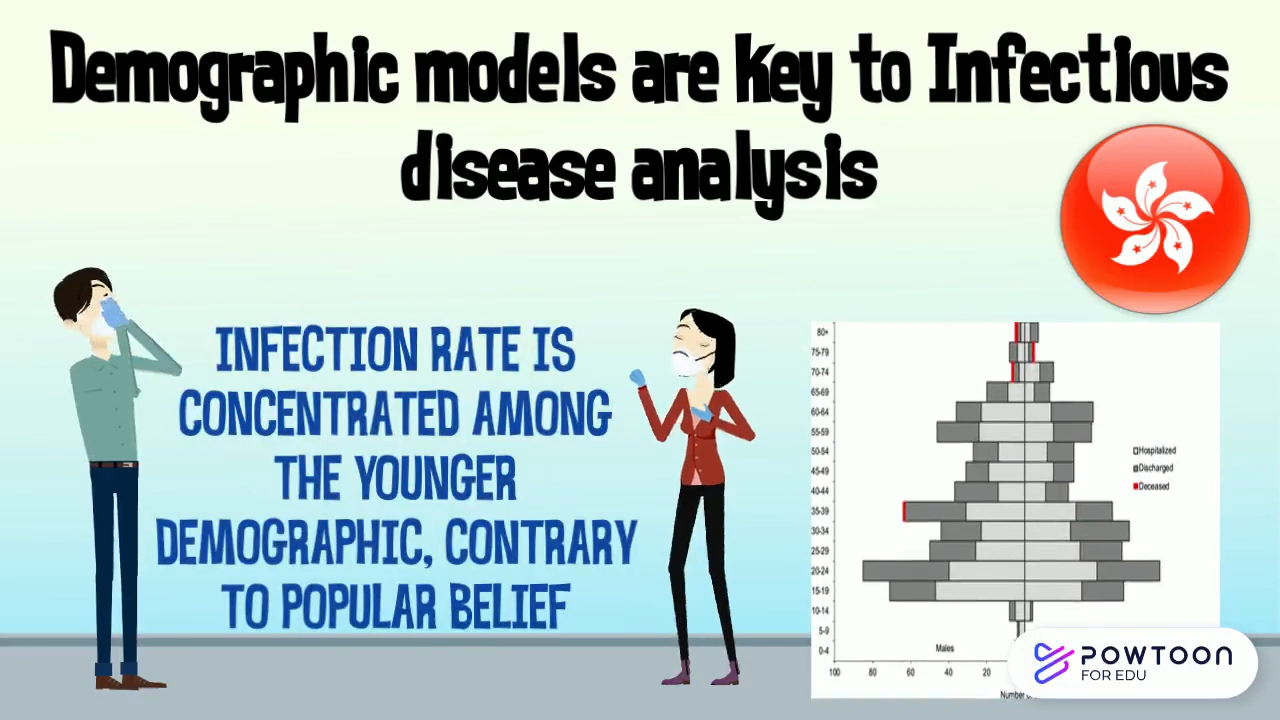 Demographic models are key to Infectious
disease analysis
INFECTION RATE IS
CONCENTRATED AMONG
THE YOUNGER
DEMOGRAPHIC, CONTRARY
TO POPULAR BELIEF
80+
75-79
70-74
65-69
60-64
55-59
50-54
45-49
40-44
35-39
30-34
25-29
20-24
15-19
10-14
5-9
0-4
Hospitalized
Discharged
Deceased
Males
100 80 60 40 20
Number
POWTOON
FOR EDU